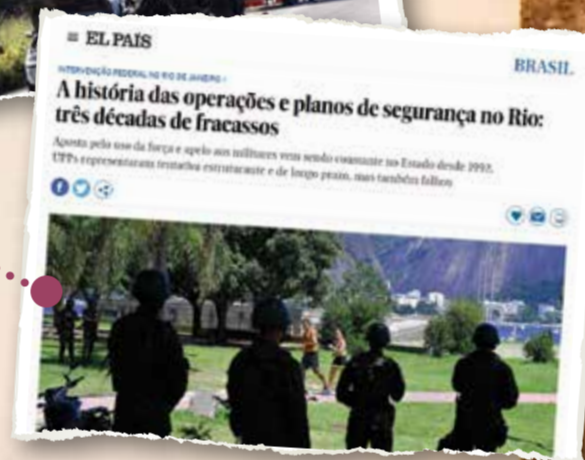 ≡ EL PAÍS
BRASIL
INTERVENÇÃO FEDERAL NO RIO DE JANEIRO
A história das operações e planos de segurança no Rio:
três décadas de fracassos
Aposta pelo uso da força e apelo aos militares vem sendo constante no Estado desde 1992.
UPPs representaram tentativa estruturante e de longo prazo, mas também falhou